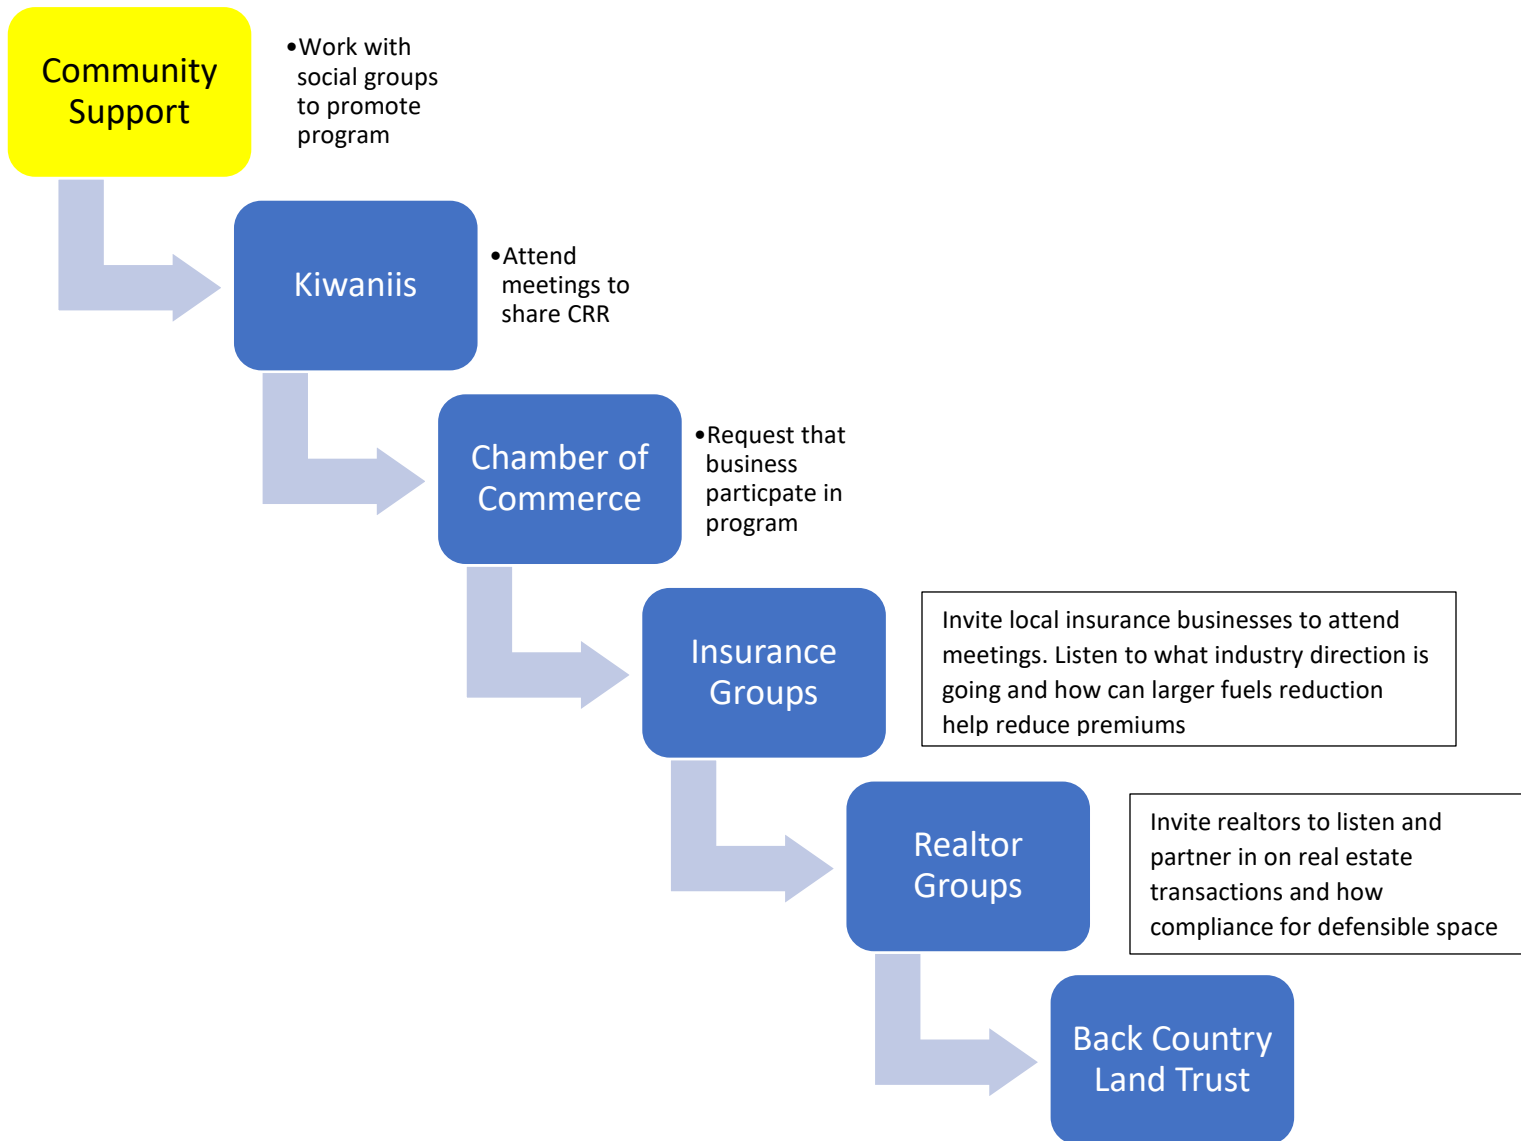 Community
Support
•Work with
social groups
to promote
program
Kiwaniis
•Attend
meetings to
share CRR
Chamber of
Commerce
•Request that
business
particpate in
program
Insurance
Groups
Invite local insurance businesses to attend
meetings. Listen to what industry direction is
going and how can larger fuels reduction
help reduce premiums
Realtor
Groups
Invite realtors to listen and
partner in on real estate
transactions and how
compliance for defensible space
Back Country
Land Trust